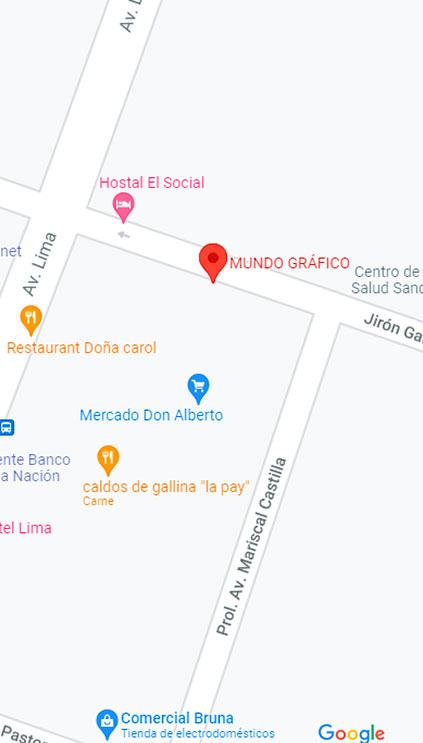 Av. L
Hostal El Social
Av. Lima
net
MUNDO GRÁFICO
Centro de
Salud Sanc
Jirón Ga
Restaurant Doña carol
Mercado Don Alberto
ente Banco
a Nación
caldos de gallina "la pay"
Carne
tel Lima
Prol. Av. Mariscal Castilla
Comercial Bruna
Tienda de electrodomésticos
Pastor
Google